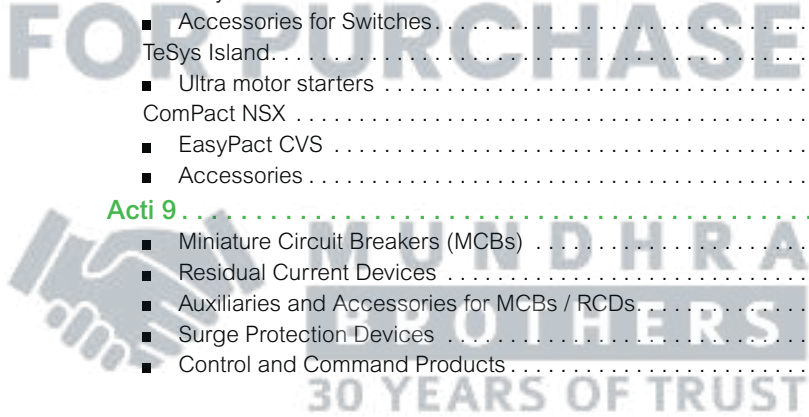 ■ Accessories for Switches. . . . . . . . . . . . . . . . . . . . . . . . . . . . . .
FOR PURCHASE
TeSys Island. . . . . . . . . . . . . . . . . . . . . . . . . . . . . . . . . . . . . . . . . . .
■ Ultra motor starters . . . . . . . . . . . . . . . . . . . . . . . . . . . . . . . . . . .
ComPact NSX . . . . . . . . . . . . . . . . . . . . . . . . . . . . . . . . . . . . . . . . .
■ EasyPact CVS . . . . . . . . . . . . . . . . . . . . . . . . . . . . . . . . . . . . . . .
■ Accessories . . . . . . . . . . . . . . . . . . . . . . . . . . . . . . . . . . . . . . . . .
Acti 9 . . . . . . . . . . . . . . . . . . . . . . . . . . . . . . . . . . . . . . . . . . . .
■ Miniature Circuit Breakers (MCBs) . . . . . . . . . . . . . . . . . . . . . .
MUNDHRA
■ Residual Current Devices . . . . . . . . . . . . . . . . . . . . . . . . . . . . .
■ Auxiliaries and Accessories for MCBs / RCDs. . . . . . . . . . . . . .
BROTHERS
■ Surge Protection Devices . . . . . . . . . . . . . . . . . . . . . . . . . . . . .
■ Control and Command Products . . . . . . . . . . . . . . . . . . . . . . . .
30 YEARS OF TRUST